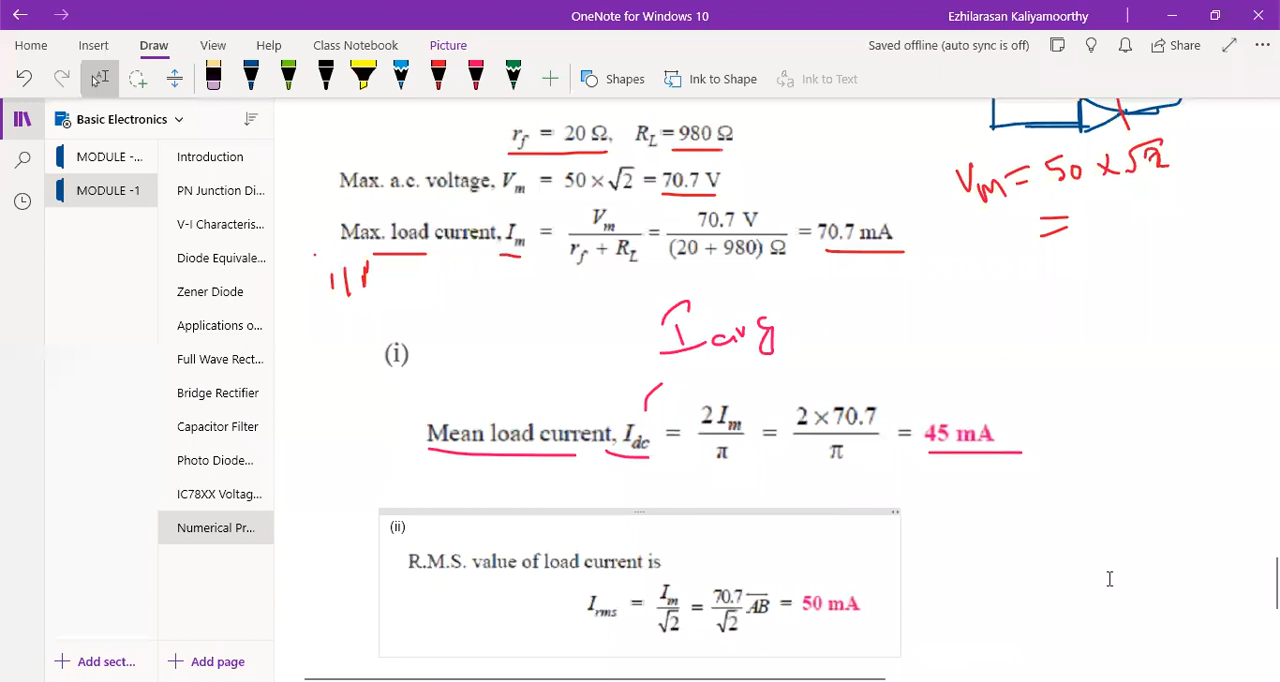 OneNote for Windows 10
Ezhilarasan Kaliyamoorthy
Home Insert Draw View Help Class Notebook Picture
Saved offline (auto sync is off) Share
Shapes Ink to Shape Ink to Text
Basic Electronics
MODULE -...
MODULE -1
Introduction
PN Junction Di...
V-I Characteris...
Diode Equivale...
Zener Diode
Applications o...
Full Wave Rect...
Bridge Rectifier
Capacitor Filter
Photo Diode...
IC78XX Voltag...
Numerical Pr...
Add sect...
Add page
r_f = 20 Ω, R_L = 980 Ω
Max. a.c. voltage, V_m = 50 × √2 = 70.7 V
Max. load current, I_m = V_m / (r_f + R_L) = 70.7 V / (20 + 980) Ω = 70.7 mA
V_m = 50 × √2
=
I avg
(i)
Mean load current, I_dc = 2 I_m / π = 2 × 70.7 / π = 45 mA
(ii)
R.M.S. value of load current is
I_rms = I_m / √2 = 70.7 / √2 A̅B̅ = 50 mA